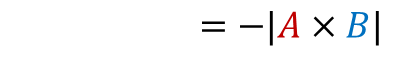 = −|A × B|